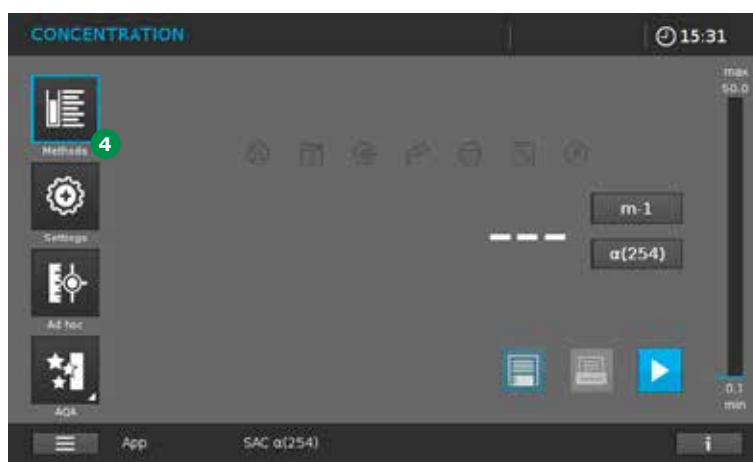 CONCENTRATION
15:31
max
50.0
Methods
4
Settings
m-1
α(254)
Ad hoc
AQA
0.1
min
App
SAC α(254)
i